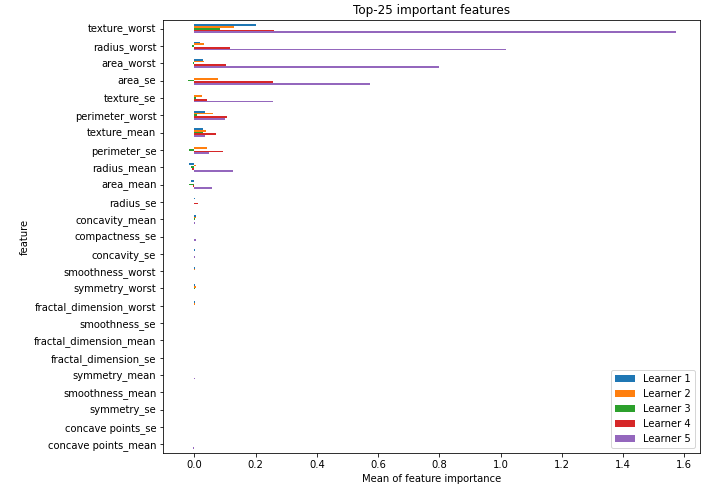 Top-25 important features
texture_worst
radius_worst
area_worst
area_se
texture_se
perimeter_worst
texture_mean
perimeter_se
radius_mean
area_mean
radius_se
concavity_mean
compactness_se
concavity_se
smoothness_worst
symmetry_worst
fractal_dimension_worst
smoothness_se
fractal_dimension_mean
fractal_dimension_se
symmetry_mean
smoothness_mean
symmetry_se
concave points_se
concave points_mean
feature
Learner 1
Learner 2
Learner 3
Learner 4
Learner 5
0.0 0.2 0.4 0.6 0.8 1.0 1.2 1.4 1.6
Mean of feature importance